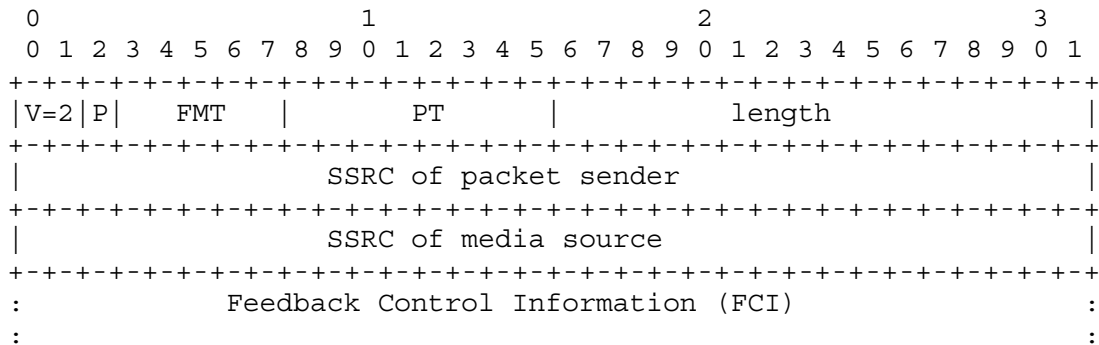 0                   1                   2                   3
 0 1 2 3 4 5 6 7 8 9 0 1 2 3 4 5 6 7 8 9 0 1 2 3 4 5 6 7 8 9 0 1
+-+-+-+-+-+-+-+-+-+-+-+-+-+-+-+-+-+-+-+-+-+-+-+-+-+-+-+-+-+-+-+-+
|V=2|P|   FMT   |       PT      |          length               |
+-+-+-+-+-+-+-+-+-+-+-+-+-+-+-+-+-+-+-+-+-+-+-+-+-+-+-+-+-+-+-+-+
|                  SSRC of packet sender                        |
+-+-+-+-+-+-+-+-+-+-+-+-+-+-+-+-+-+-+-+-+-+-+-+-+-+-+-+-+-+-+-+-+
|                  SSRC of media source                         |
+-+-+-+-+-+-+-+-+-+-+-+-+-+-+-+-+-+-+-+-+-+-+-+-+-+-+-+-+-+-+-+-+
:            Feedback Control Information (FCI)                 :
:                                                               :